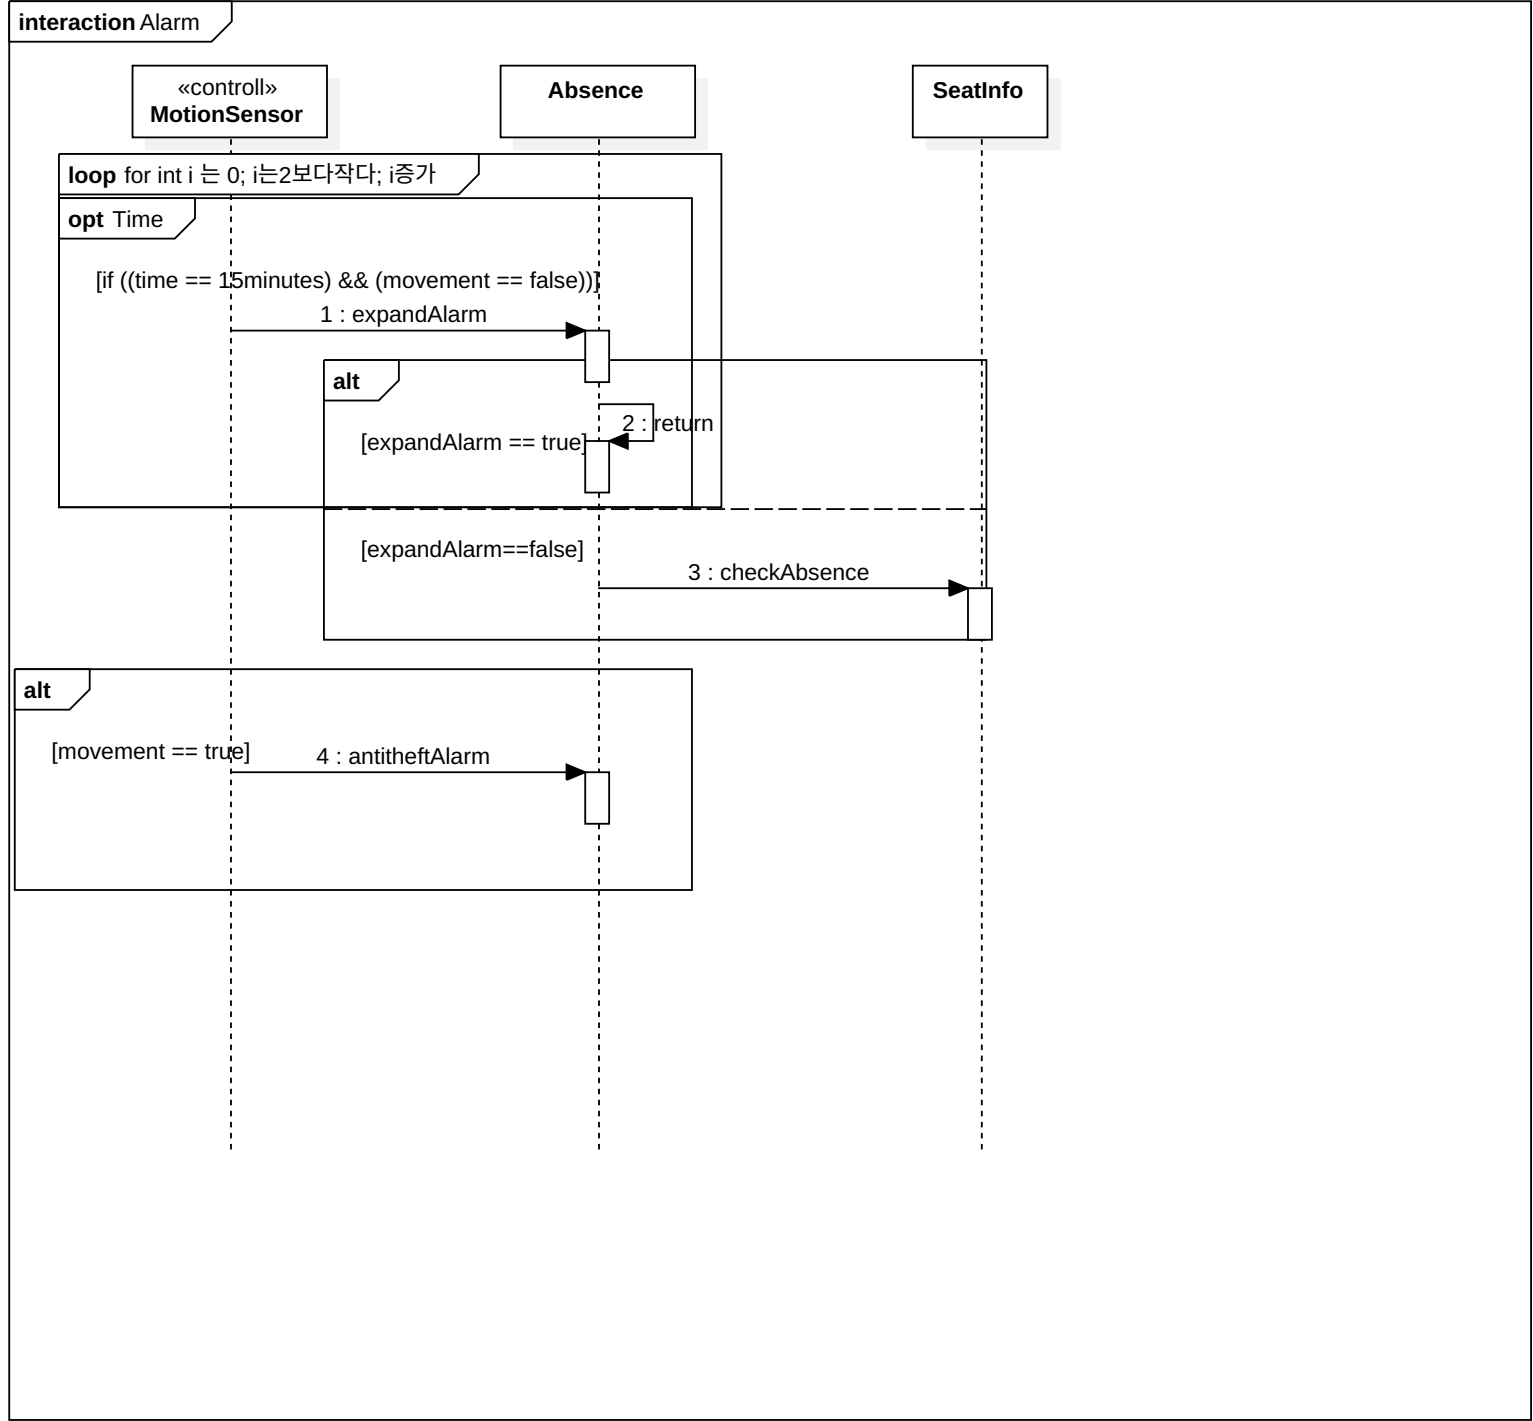 interaction Alarm
«controll»
MotionSensor
Absence
SeatInfo
loop for int i 는 0; i는2보다작다; i증가
opt Time
[if ((time == 15minutes) && (movement == false))]
1 : expandAlarm
alt
2 : return
[expandAlarm == true]
[expandAlarm==false]
3 : checkAbsence
alt
[movement == true]
4 : antitheftAlarm